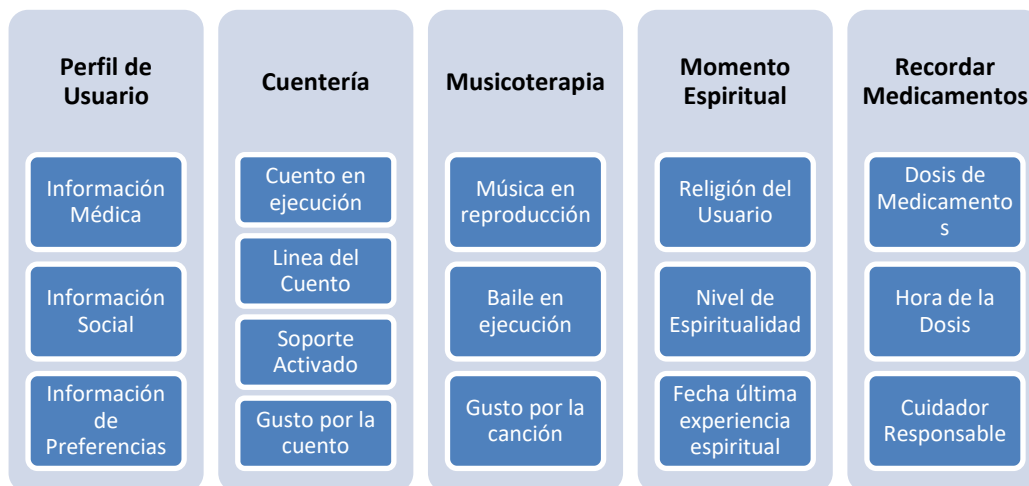 Perfil de
Usuario
Información
Médica
Información
Social
Información
de
Preferencias
Cuentería
Cuento en
ejecución
Linea del
Cuento
Soporte
Activado
Gusto por la
cuento
Musicoterapia
Música en
reproducción
Baile en
ejecución
Gusto por la
canción
Momento
Espiritual
Religión del
Usuario
Nivel de
Espiritualidad
Fecha última
experiencia
espiritual
Recordar
Medicamentos
Dosis de
Medicamento
s
Hora de la
Dosis
Cuidador
Responsable